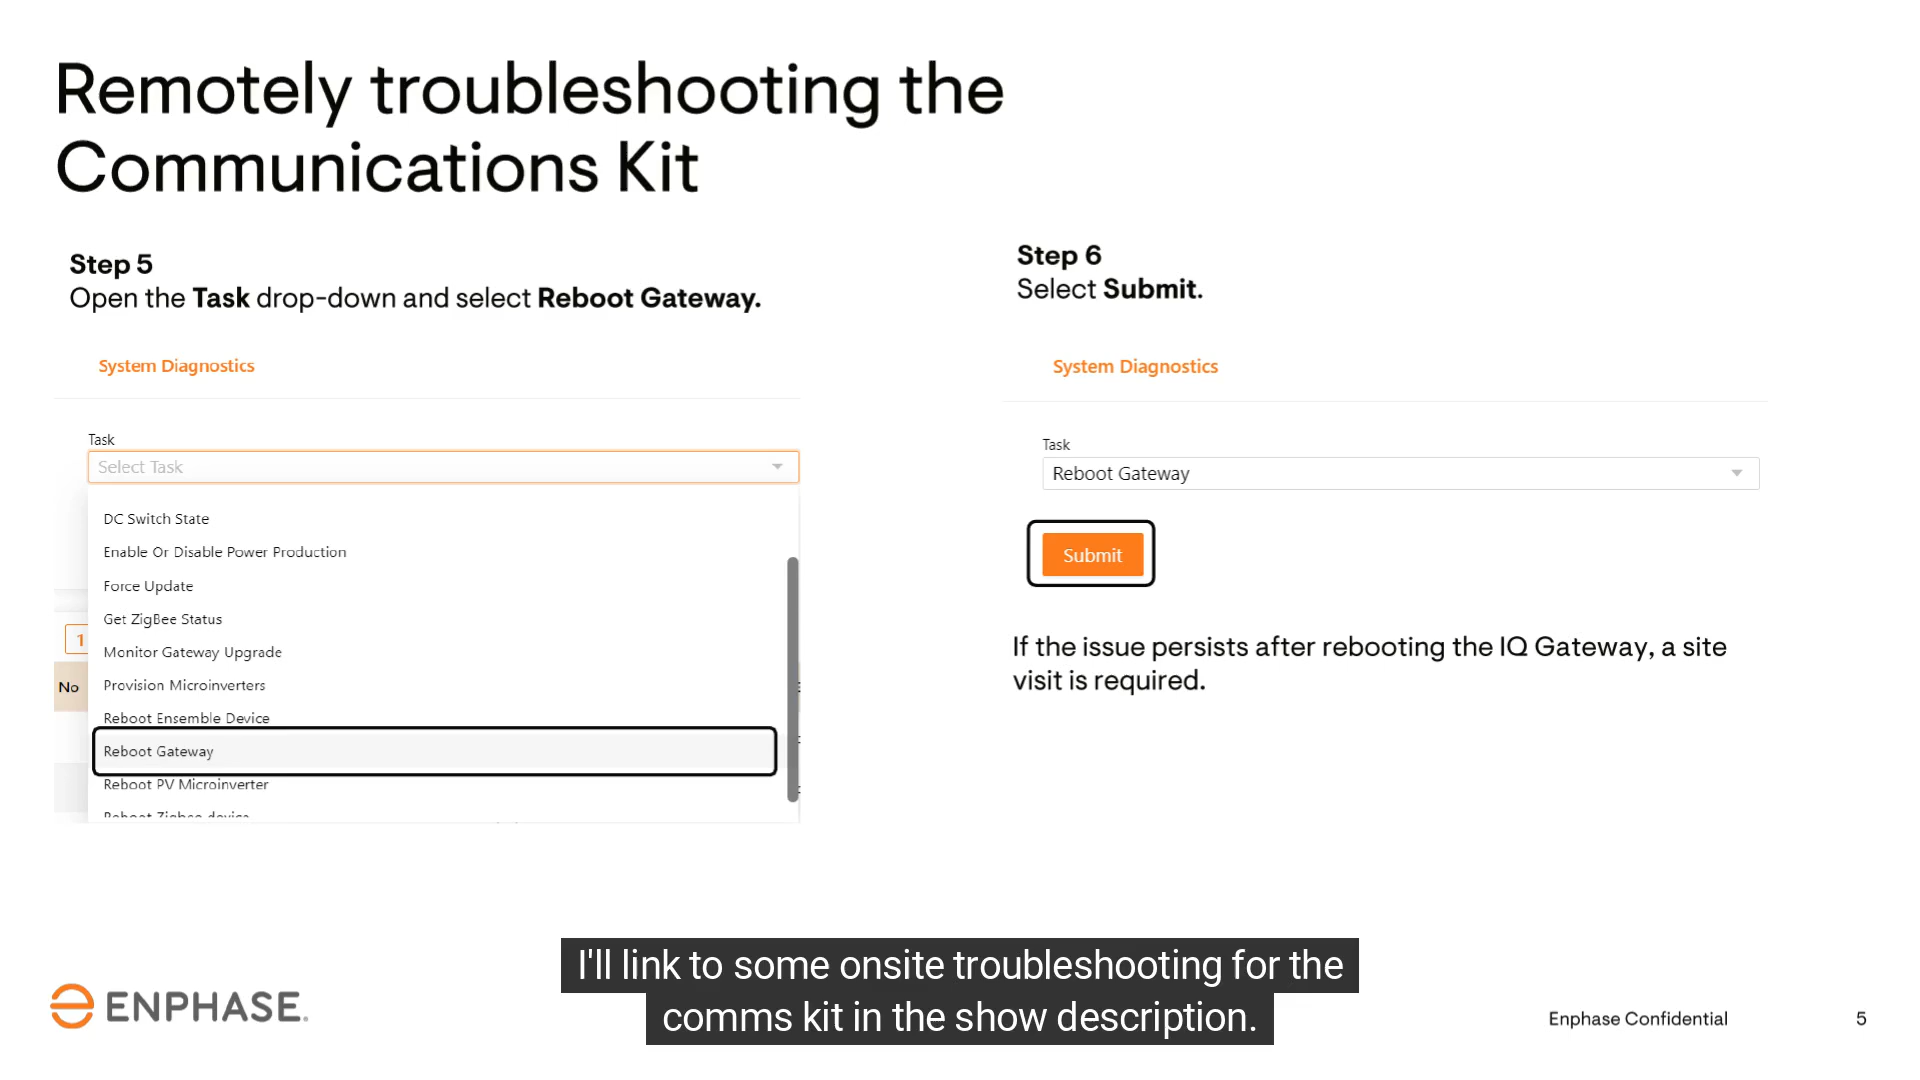 Remotely troubleshooting the
Communications Kit
Step 5
Open the Task drop-down and select Reboot Gateway.
System Diagnostics
Task
Select Task
DC Switch State
Enable Or Disable Power Production
Force Update
Get ZigBee Status
1
Monitor Gateway Upgrade
No
Provision Microinverters
Reboot Ensemble Device
Reboot Gateway
Reboot PV Microinverter
Reboot Zigbee device
Step 6
Select Submit.
System Diagnostics
Task
Reboot Gateway
Submit
If the issue persists after rebooting the IQ Gateway, a site
visit is required.
I'll link to some onsite troubleshooting for the
comms kit in the show description.
ENPHASE.
Enphase Confidential
5